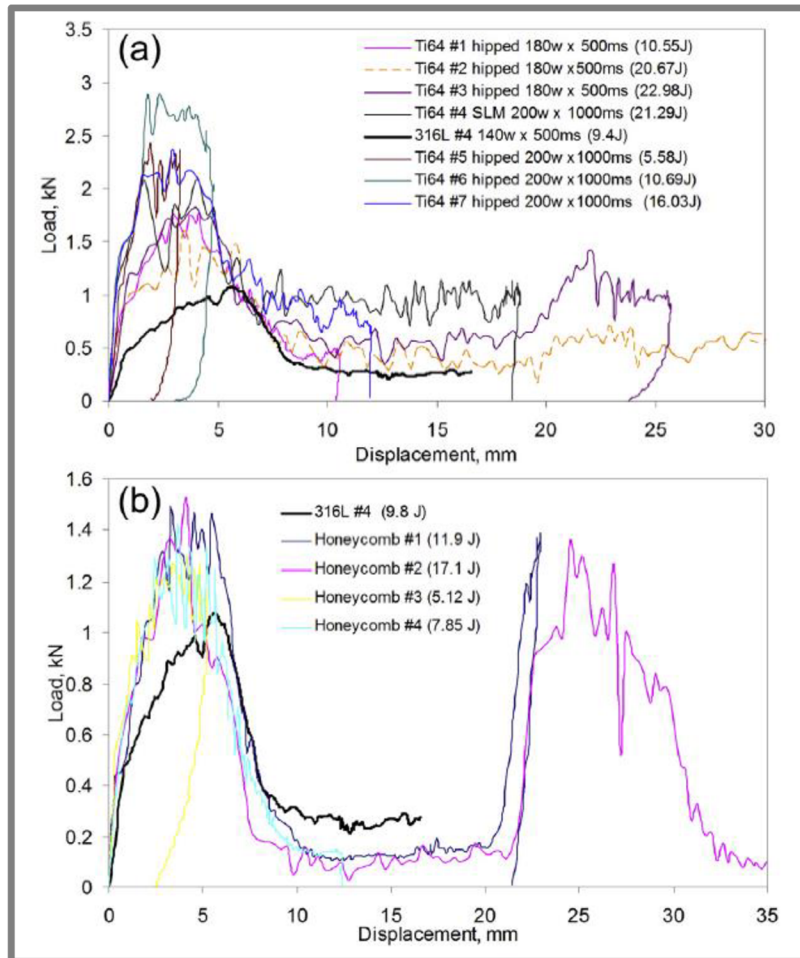 (a)
3.5
3
2.5
2
1.5
1
0.5
0
Load, kN
Ti64 #1 hipped 180w x 500ms (10.55J)
Ti64 #2 hipped 180w x500ms (20.67J)
Ti64 #3 hipped 180w x 500ms (22.98J)
Ti64 #4 SLM 200w x 1000ms (21.29J)
316L #4 140w x 500ms (9.4J)
Ti64 #5 hipped 200w x1000ms (5.58J)
Ti64 #6 hipped 200w x1000ms (10.69J)
Ti64 #7 hipped 200w x1000ms (16.03J)
0 5 10 15 20 25 30
Displacement, mm
(b)
1.6
1.4
1.2
1
0.8
0.6
0.4
0.2
0
Load, kN
316L #4 (9.8 J)
Honeycomb #1 (11.9 J)
Honeycomb #2 (17.1 J)
Honeycomb #3 (5.12 J)
Honeycomb #4 (7.85 J)
0 5 10 15 20 25 30 35
Displacement, mm